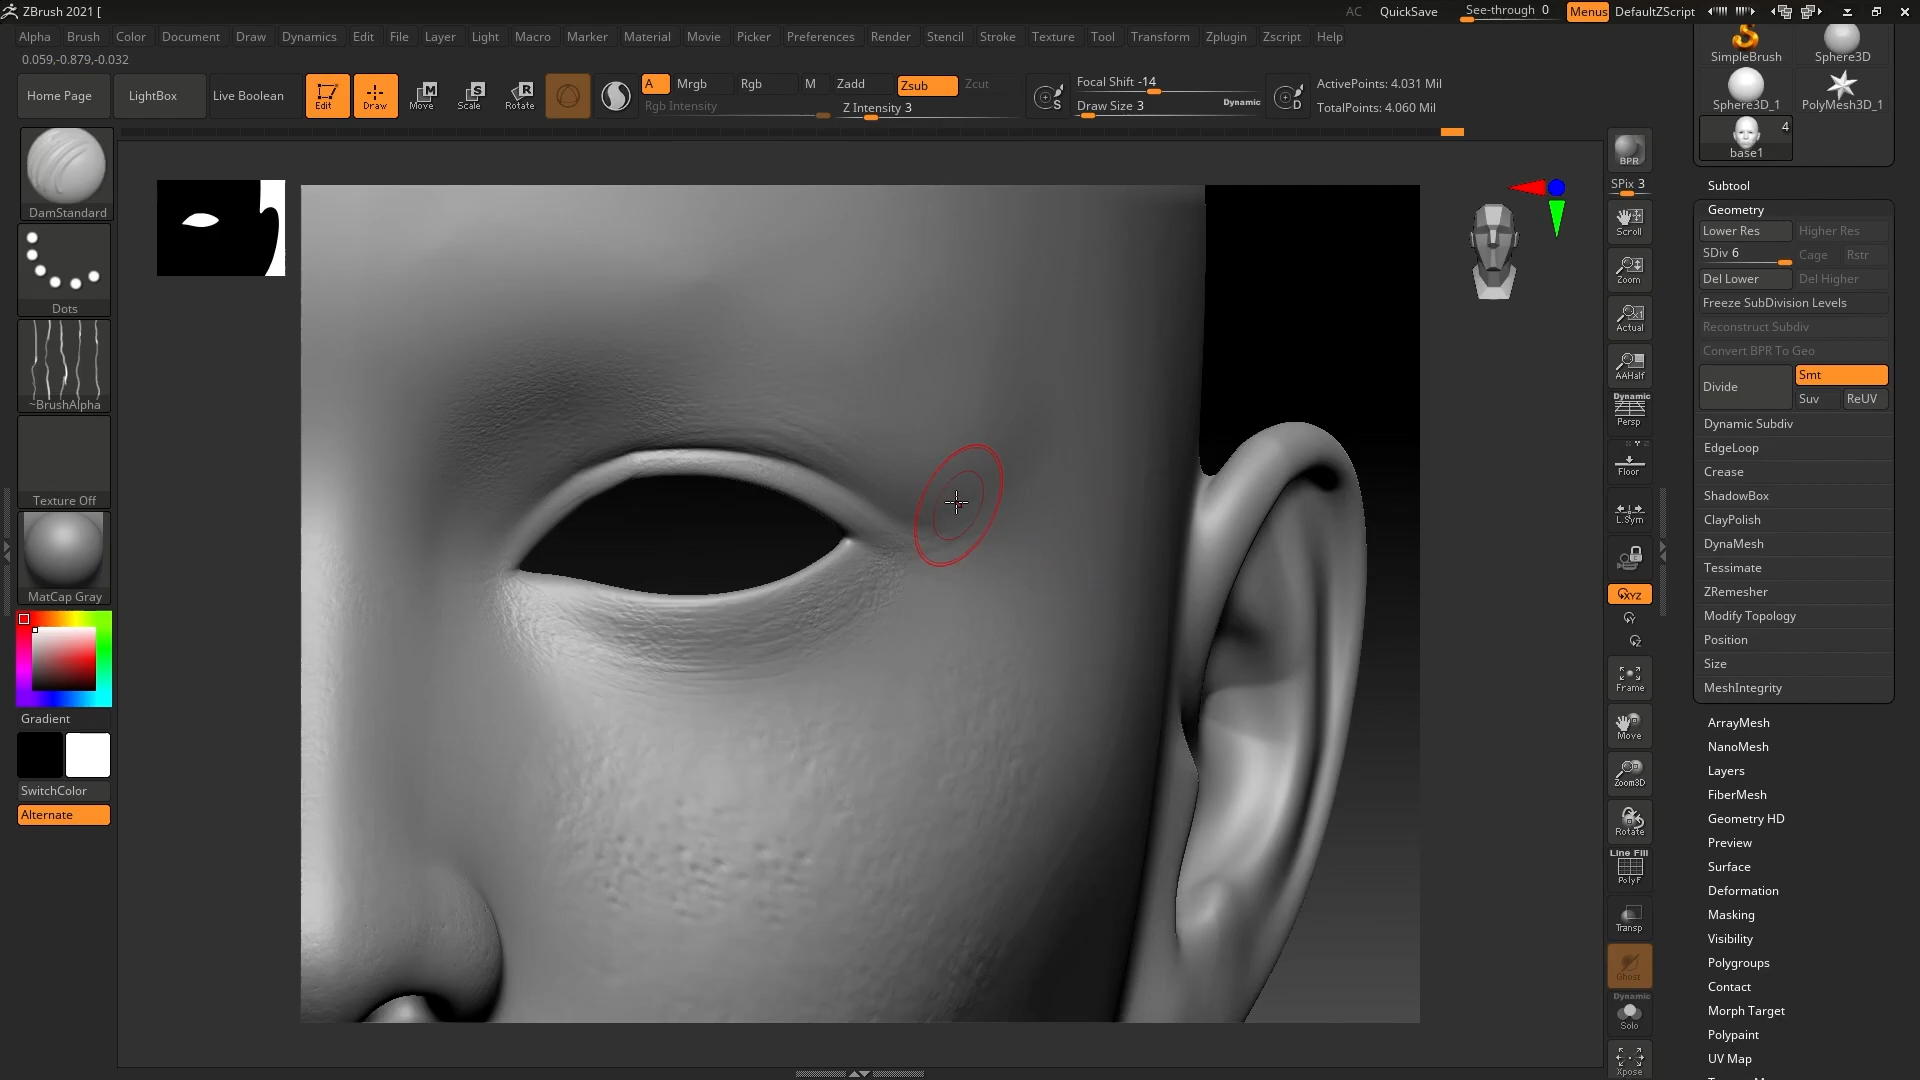 ZBrush 2021 [
AC
QuickSave
See-through 0
Menus
DefaultZScript
Alpha Brush Color Document Draw Dynamics Edit File Layer Light Macro Marker Material Movie Picker Preferences Render Stencil Stroke Texture Tool Transform Zplugin Zscript Help
0.059,-0.879,-0.032
Home Page
LightBox
Live Boolean
Edit
Draw
Move
Scale
Rotate
A
Mrgb
Rgb
M
Zadd
Zsub
Zcut
Rgb Intensity
Z Intensity 3
Focal Shift -14
Draw Size 3
Dynamic
ActivePoints: 4.031 Mil
TotalPoints: 4.060 Mil
DamStandard
Dots
~BrushAlpha
Texture Off
MatCap Gray
Gradient
SwitchColor
Alternate
BPR
SPix 3
Scroll
Zoom
Actual
AAHalf
Dynamic
Persp
Floor
L.Sym
XYZ
Frame
Move
Zoom3D
Rotate
Line Fill
PolyF
Transp
Ghost
Dynamic
Solo
Xpose
SimpleBrush
Sphere3D
Sphere3D_1
PolyMesh3D_1
4
base1
Subtool
Geometry
Lower Res
Higher Res
SDiv 6
Cage
Rstr
Del Lower
Del Higher
Freeze SubDivision Levels
Reconstruct Subdiv
Convert BPR To Geo
Divide
Smt
Suv
ReUV
Dynamic Subdiv
EdgeLoop
Crease
ShadowBox
ClayPolish
DynaMesh
Tessimate
ZRemesher
Modify Topology
Position
Size
MeshIntegrity
ArrayMesh
NanoMesh
Layers
FiberMesh
Geometry HD
Preview
Surface
Deformation
Masking
Visibility
Polygroups
Contact
Morph Target
Polypaint
UV Map